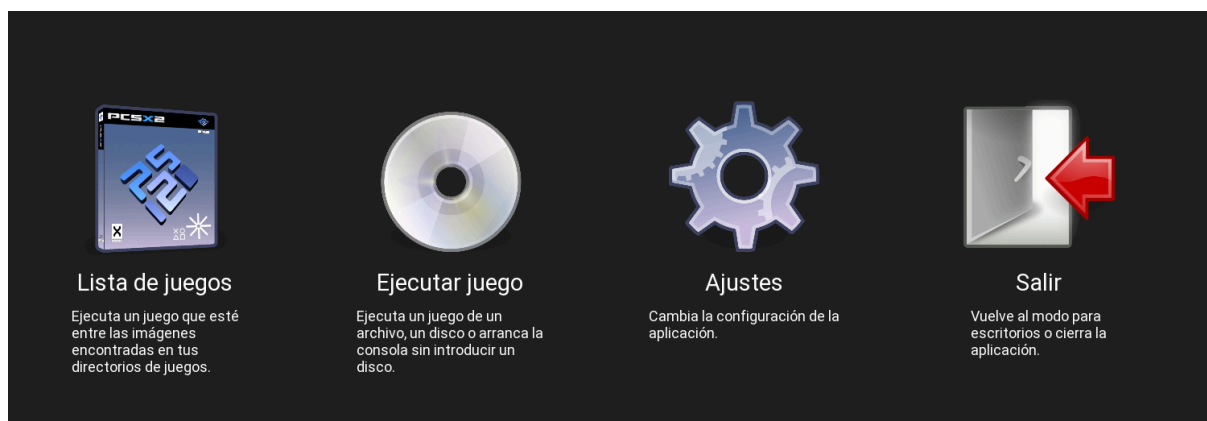 PCSX2
Lista de juegos
Ejecuta un juego que esté
entre las imágenes
encontradas en tus
directorios de juegos.
Ejecutar juego
Ejecuta un juego de un
archivo, un disco o arranca la
consola sin introducir un
disco.
Ajustes
Cambia la configuración de la
aplicación.
Salir
Vuelve al modo para
escritorios o cierra la
aplicación.